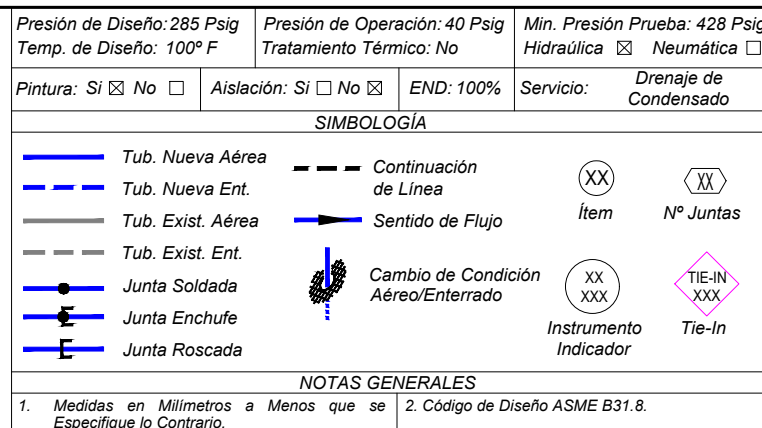 Presión de Diseño: 285 Psig
Temp. de Diseño: 100º F
Presión de Operación: 40 Psig
Tratamiento Térmico: No
Min. Presión Prueba: 428 Psig
Hidraúlica ☒ Neumática ☐
Pintura: Si ☒ No ☐
Aislación: Si ☐ No ☒
END: 100%
Servicio: Drenaje de
Condensado
SIMBOLOGÍA
Tub. Nueva Aérea
Tub. Nueva Ent.
Tub. Exist. Aérea
Tub. Exist. Ent.
Junta Soldada
Junta Enchufe
Junta Roscada
Continuación
de Línea
Sentido de Flujo
Cambio de Condición
Aéreo/Enterrado
XX
Ítem
XX
Nº Juntas
XX
XXX
Instrumento
Indicador
TIE-IN
XXX
Tie-In
NOTAS GENERALES
1. Medidas en Milímetros a Menos que se
Especifique lo Contrario.
2. Código de Diseño ASME B31.8.